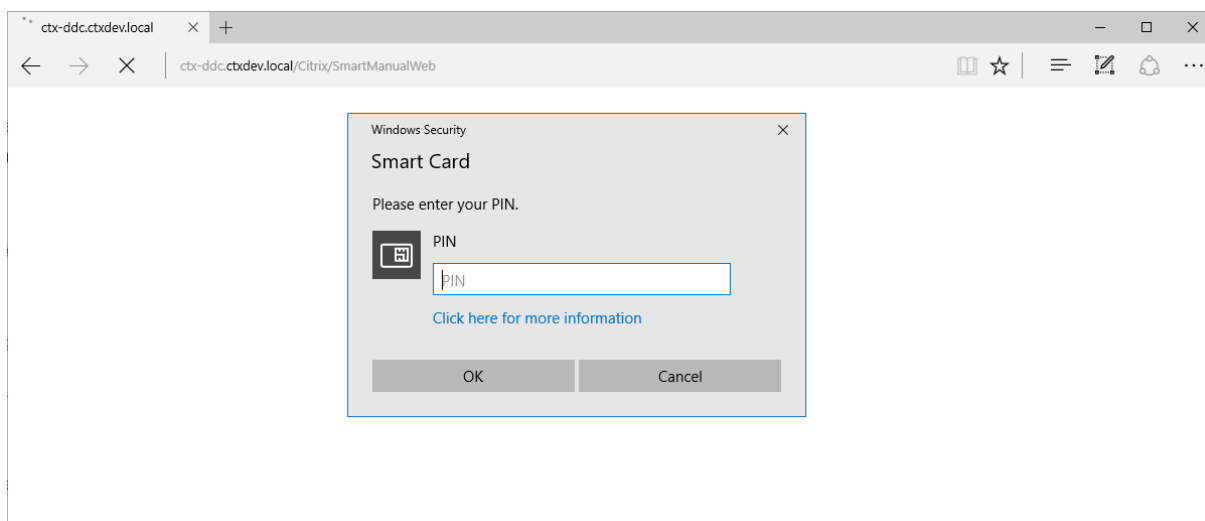 ctx-ddc.ctxdev.local
ctx-ddc.ctxdev.local/Citrix/SmartManualWeb
Windows Security
Smart Card
Please enter your PIN.
PIN
PIN
Click here for more information
OK Cancel